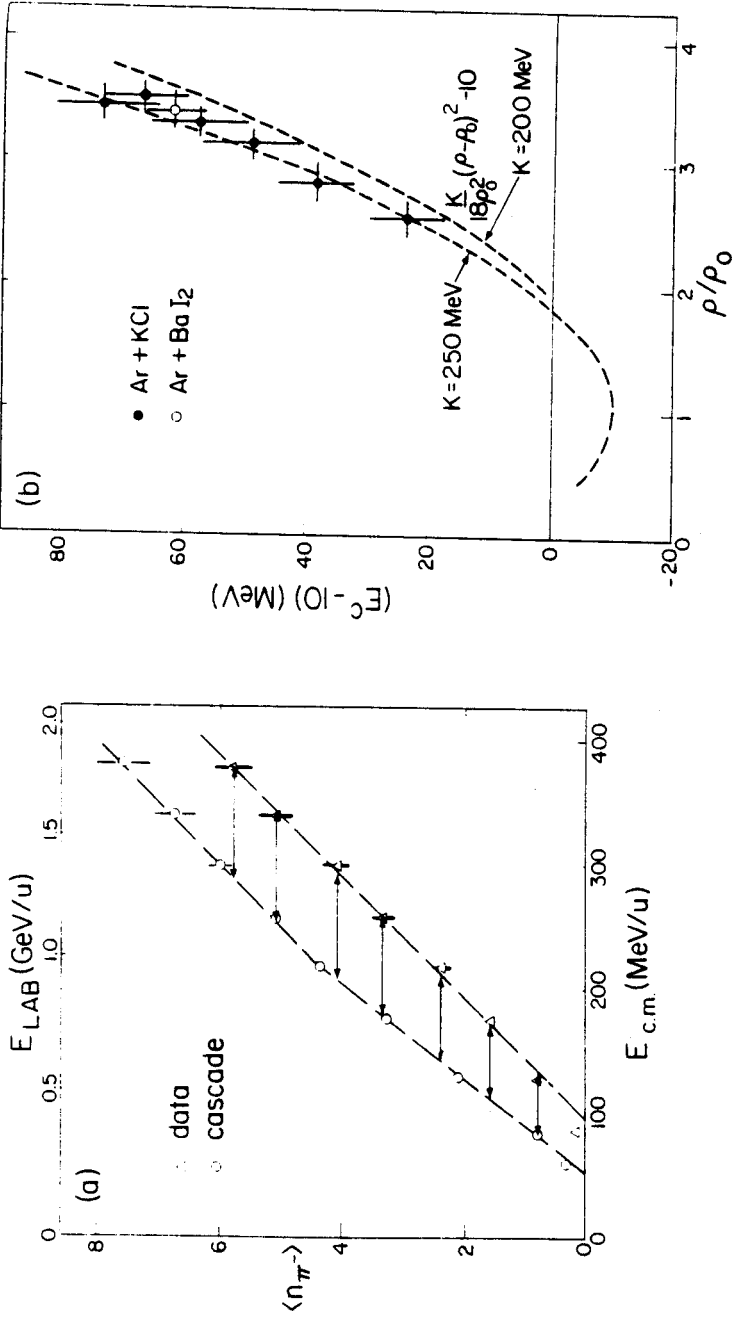 (a)
E_LAB (GeV/u)
0 0.5 1.0 1.5 2.0
△ data
○ cascade
⟨n_π⁻⟩
8
6
4
2
0
0 100 200 300 400
E_c.m. (MeV/u)
(b)
● Ar + KCl
○ Ar + BaI₂
(E^C - 10) (MeV)
80
60
40
20
0
-20
K = 250 MeV
K/18ρ₀² (ρ-ρ₀)² - 10
K = 200 MeV
0 1 2 3 4
ρ/ρ₀